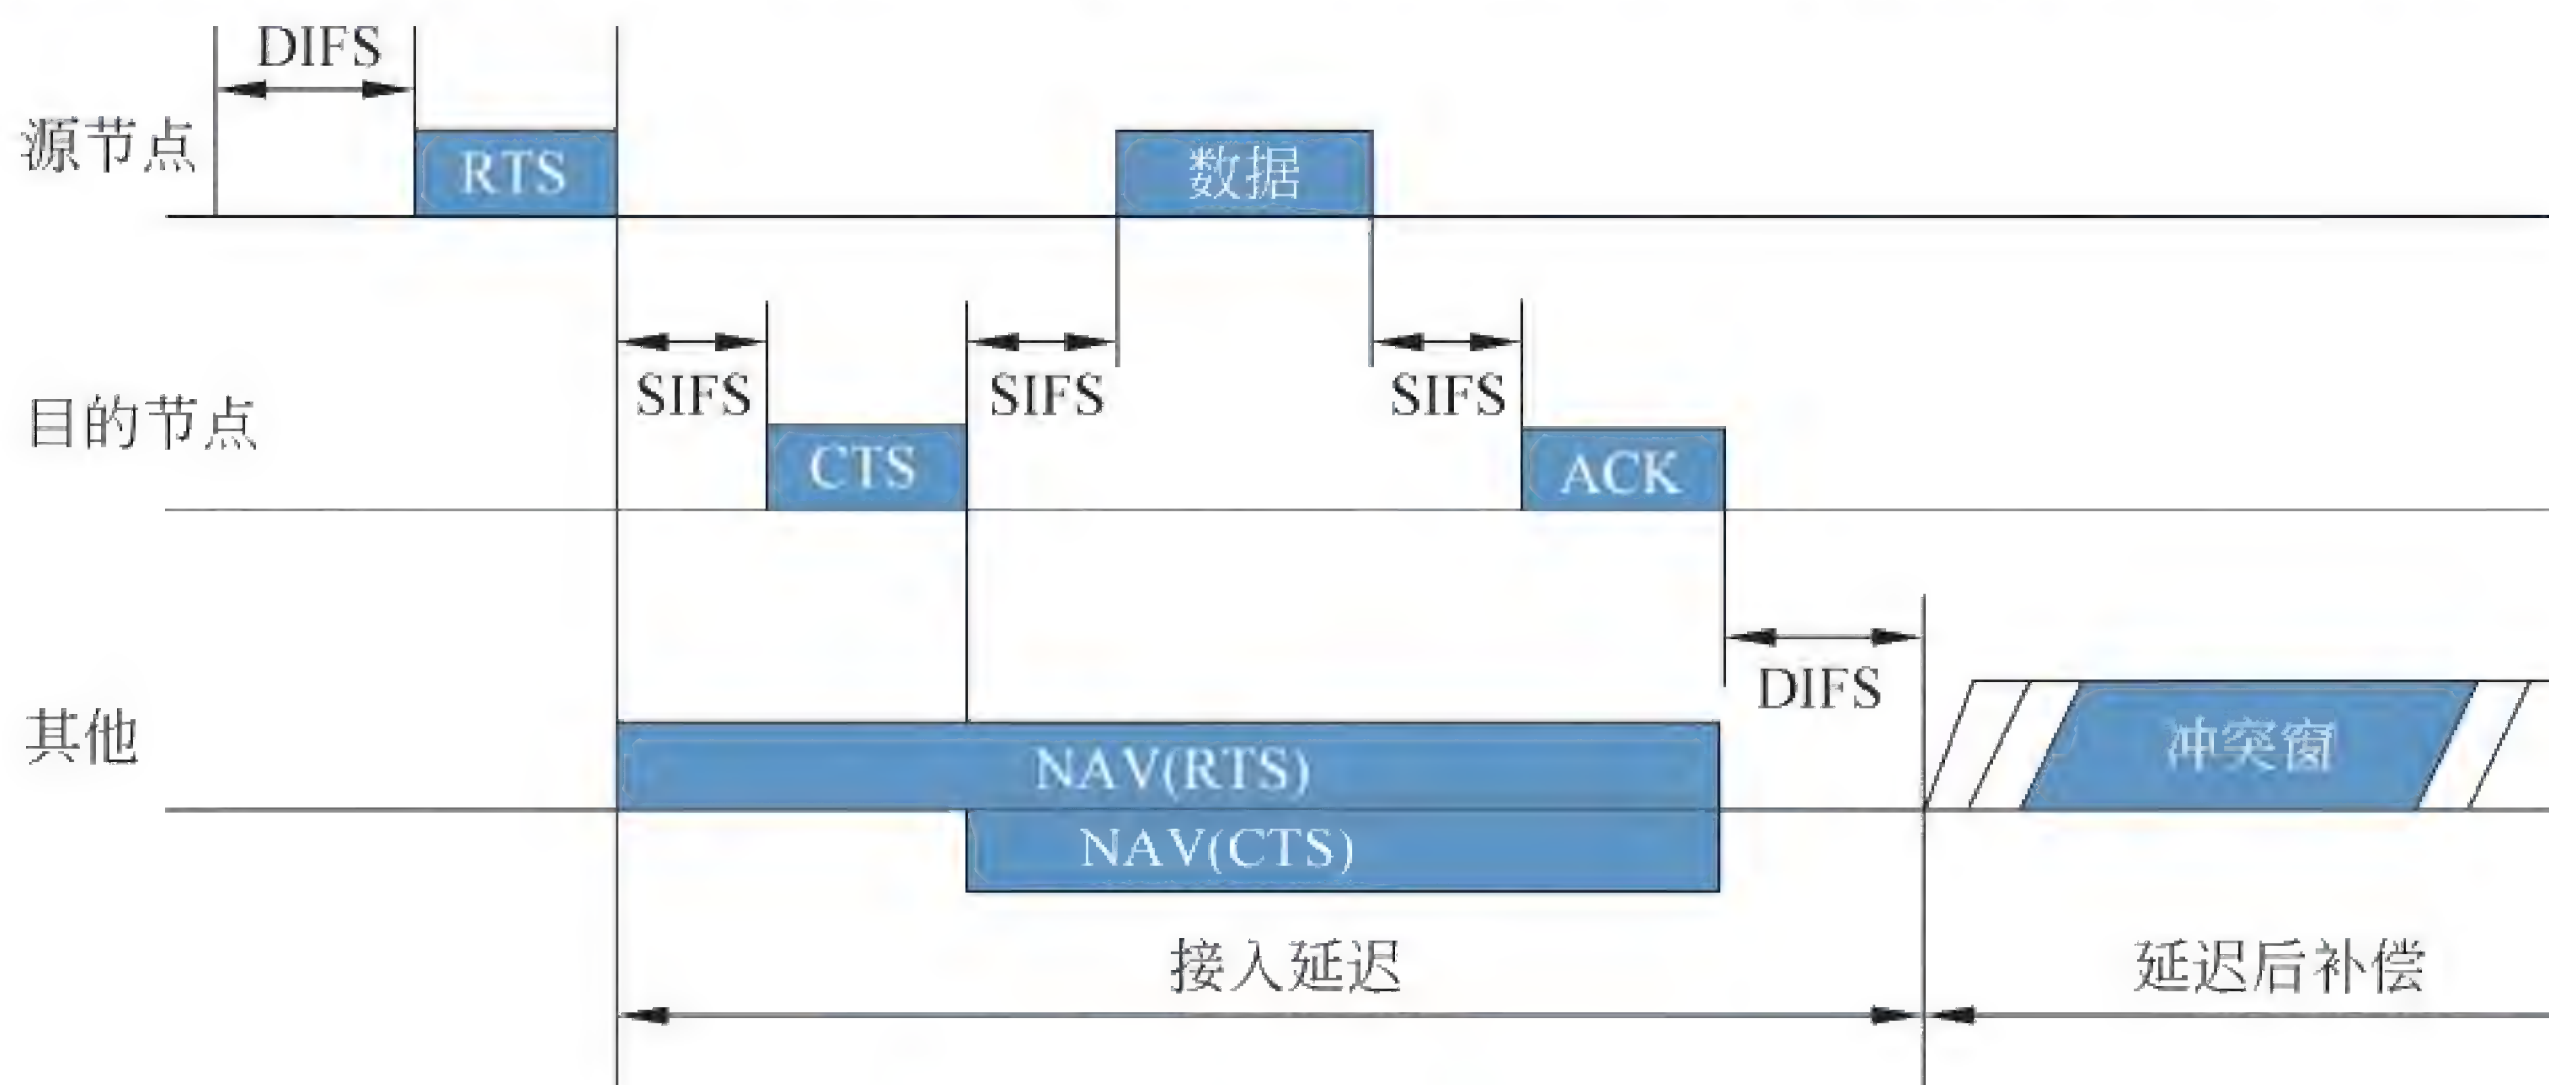 DIFS
源节点
RTS
数据
SIFS
SIFS
SIFS
目的节点
CTS
ACK
DIFS
其他
NAV(RTS)
冲突窗
NAV(CTS)
接入延迟
延迟后补偿